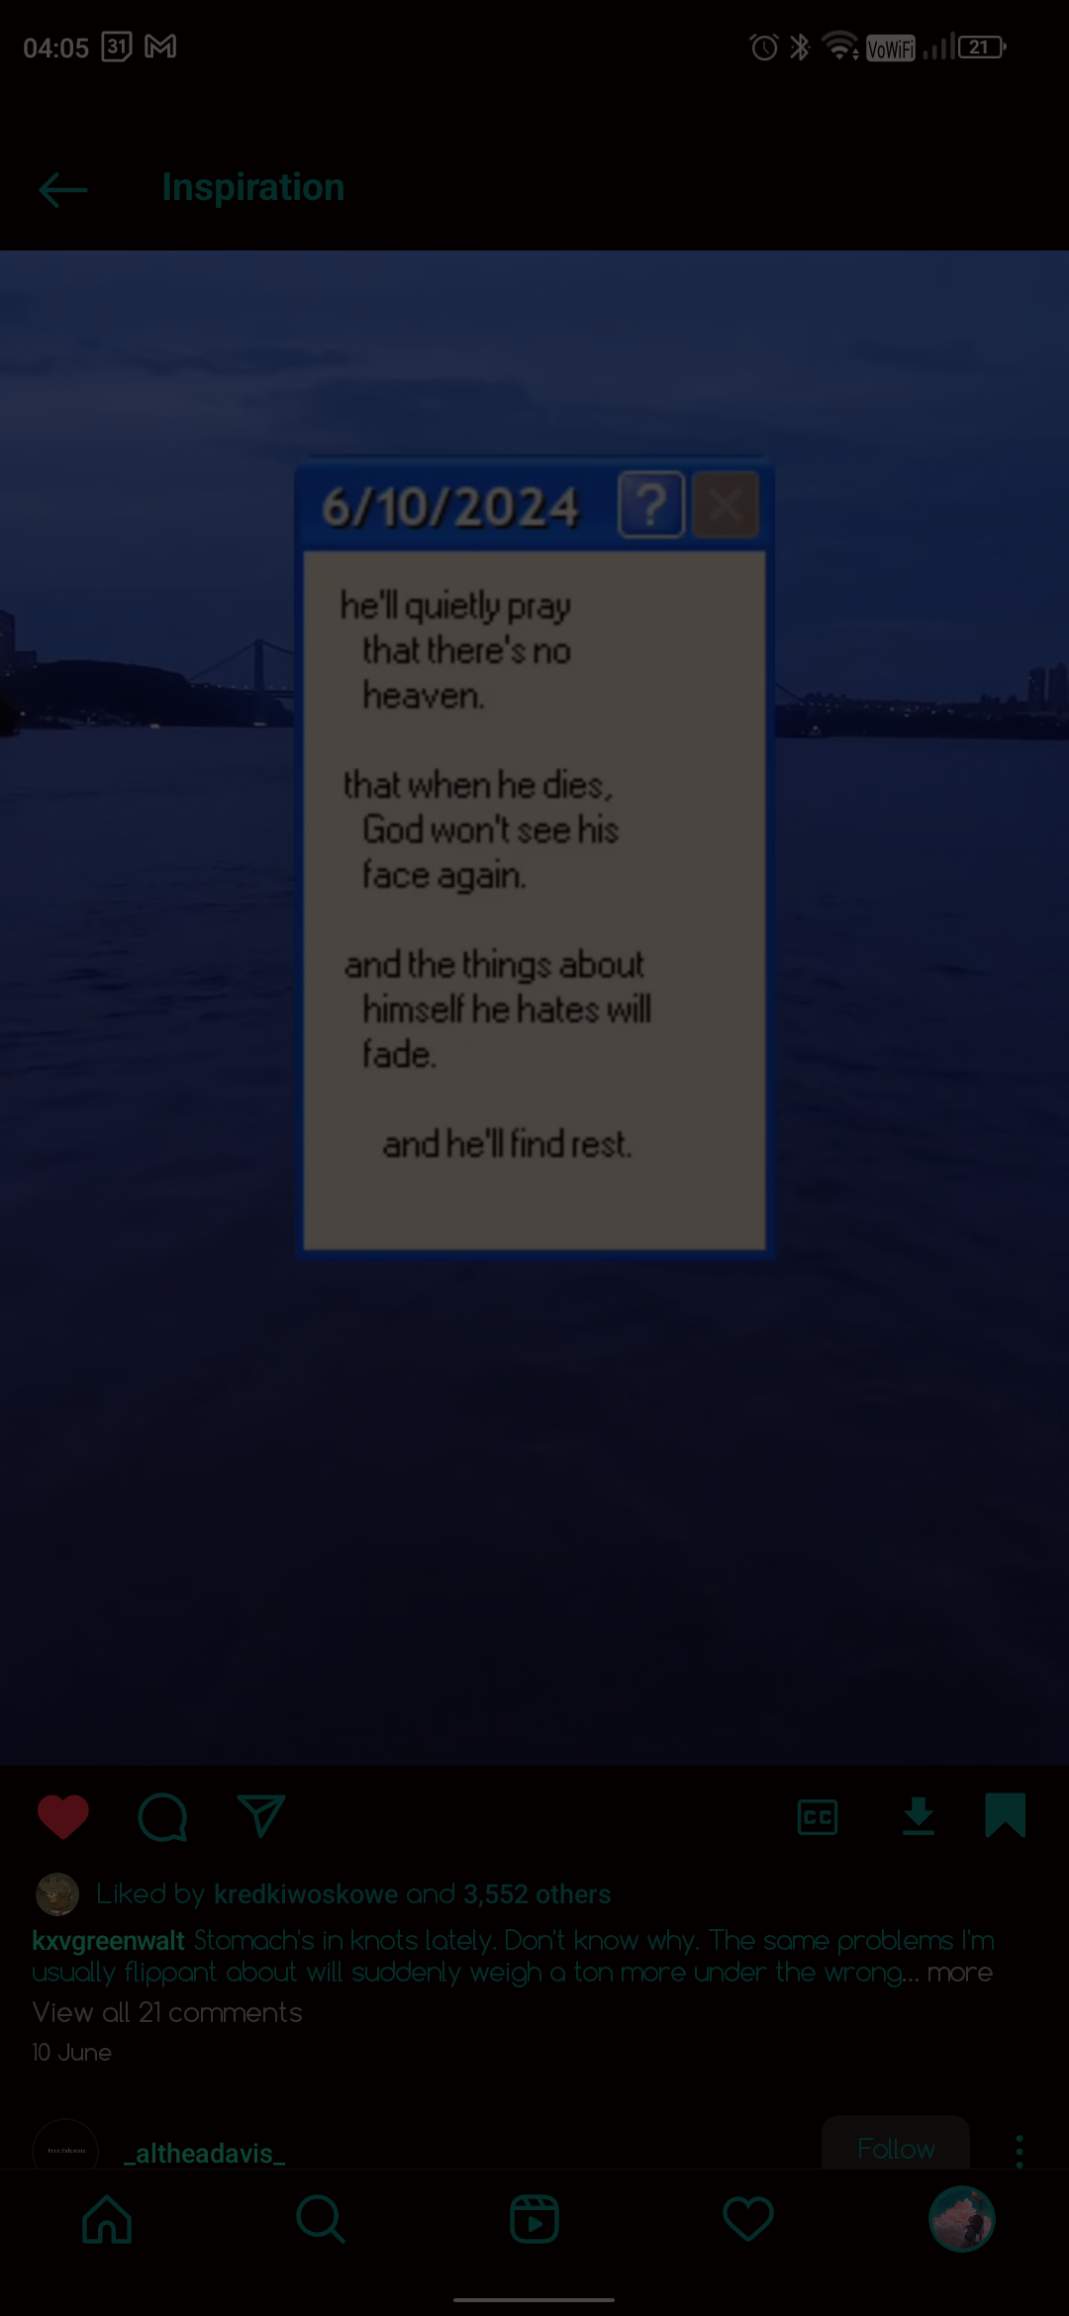 04:05 31
VoWiFi 21
Inspiration
6/10/2024 ?
he'll quietly pray
that there's no
heaven.
that when he dies,
God won't see his
face again.
and the things about
himself he hates will
fade.
and he'll find rest.
CC
Liked by kredkiwoskowe and 3,552 others
kxvgreenwalt Stomach's in knots lately. Don't know why. The same problems I'm
usually flippant about will suddenly weigh a ton more under the wrong... more
View all 21 comments
10 June
_altheadavis_
Follow